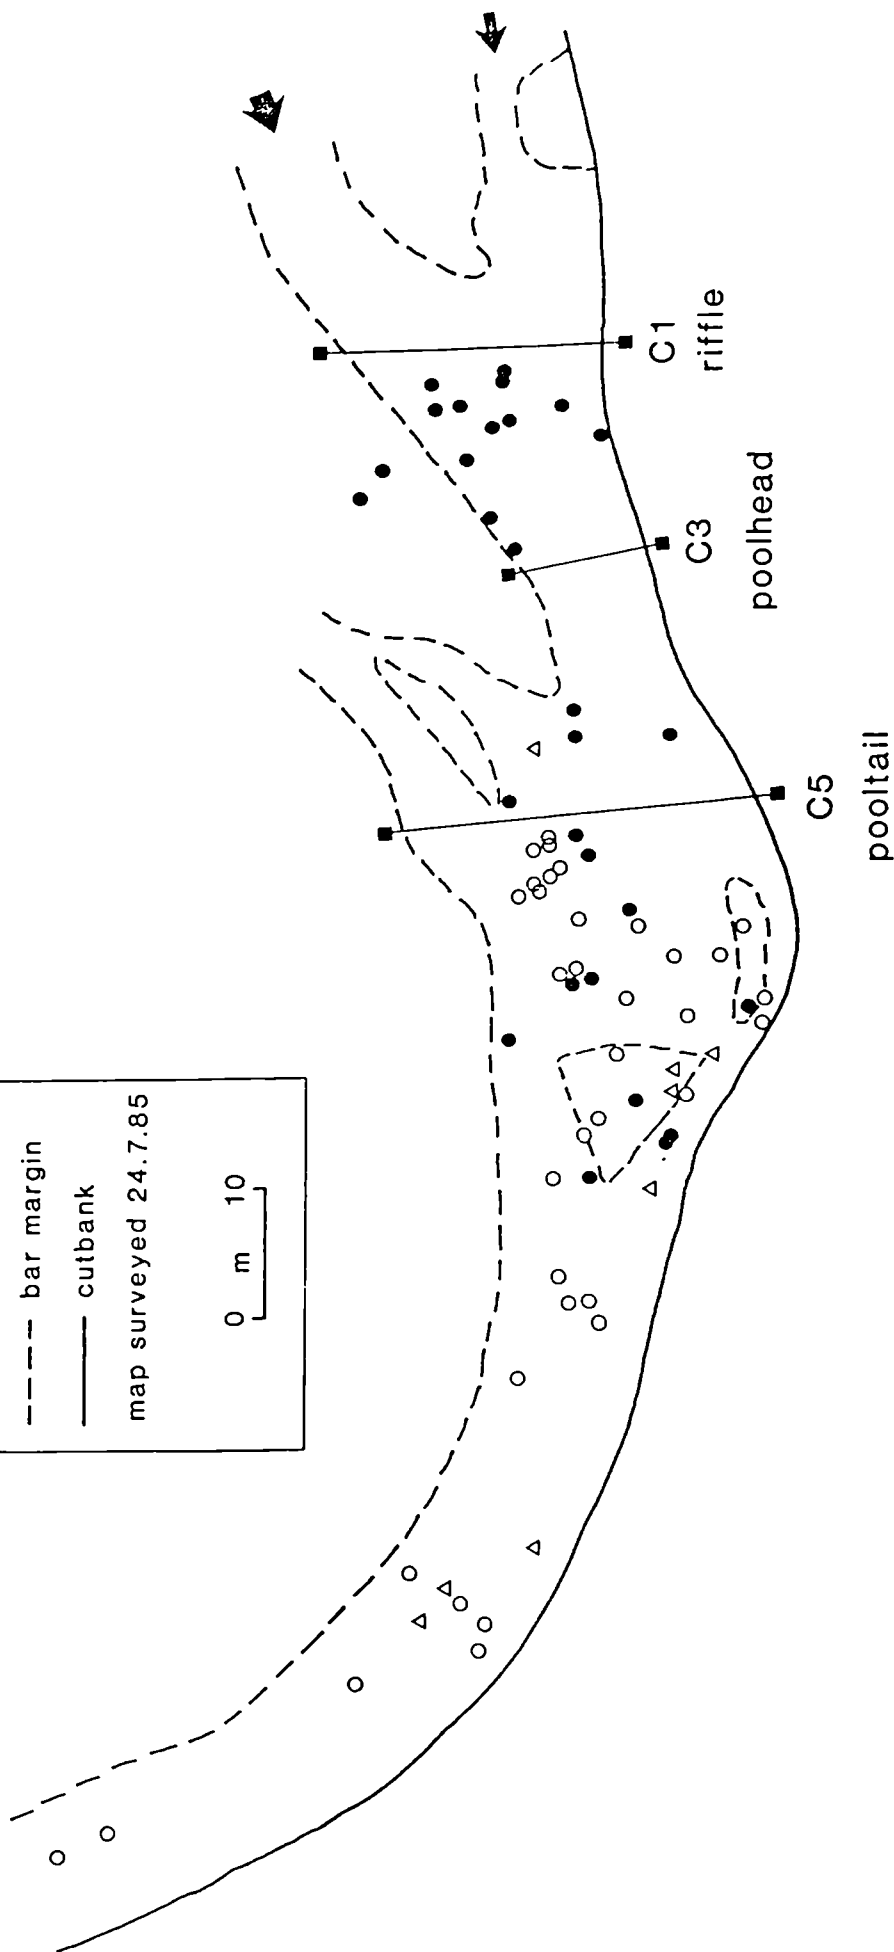 bar margin
cutbank
map surveyed 24.7.85
0 m 10
C1
riffle
C3
poolhead
C5
pooltail